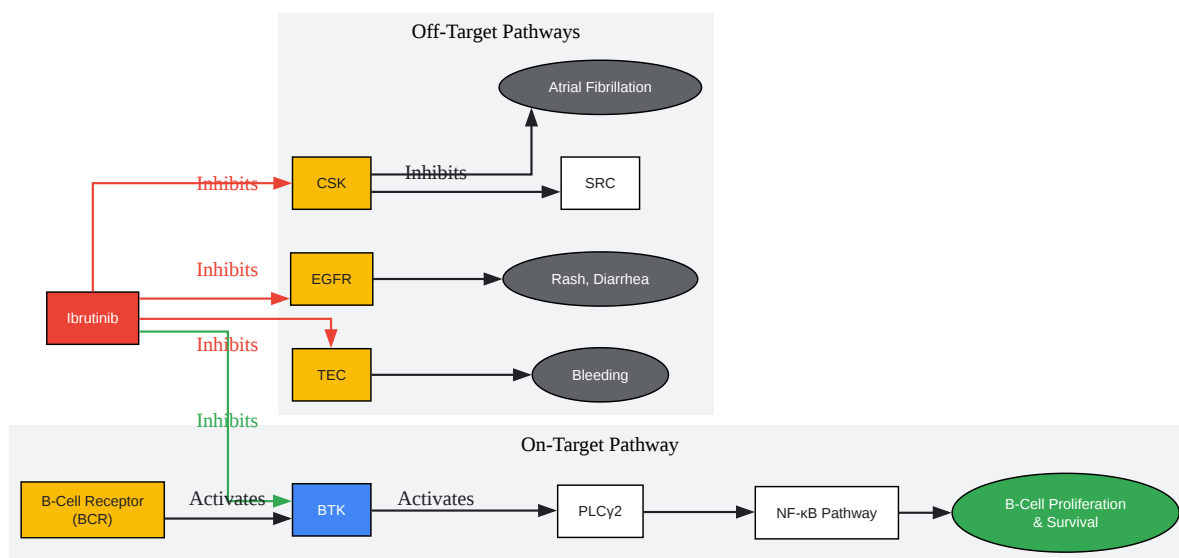 Off-Target Pathways
Atrial Fibrillation
Inhibits
CSK
Inhibits
SRC
Inhibits
EGFR
Rash, Diarrhea
Ibrutinib
Inhibits
TEC
Bleeding
Inhibits
On-Target Pathway
B-Cell Receptor
(BCR)
Activates
BTK
Activates
PLCγ2
NF-κB Pathway
B-Cell Proliferation
& Survival